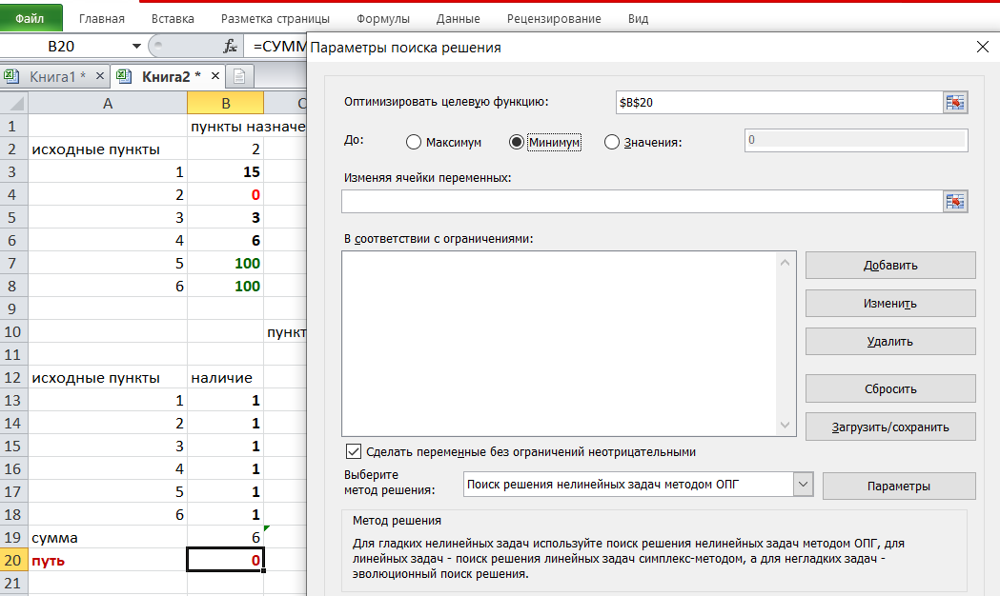 Файл Главная Вставка Разметка страницы Формулы Данные Рецензирование Вид
B20 fx =СУММ
Параметры поиска решения
Книга1 * Книга2 *
A B C
1 пункты назначе
2 исходные пункты 2
3 1 15
4 2 0
5 3 3
6 4 6
7 5 100
8 6 100
9
10 пункт
11
12 исходные пункты наличие
13 1 1
14 2 1
15 3 1
16 4 1
17 5 1
18 6 1
19 сумма 6
20 путь 0
21
Оптимизировать целевую функцию: $B$20
До: Максимум Минимум Значения: 0
Изменяя ячейки переменных:
В соответствии с ограничениями:
Добавить
Изменить
Удалить
Сбросить
Загрузить/сохранить
Сделать переменные без ограничений неотрицательными
Выберите
метод решения:
Поиск решения нелинейных задач методом ОПГ
Параметры
Метод решения
Для гладких нелинейных задач используйте поиск решения нелинейных задач методом ОПГ, для
линейных задач - поиск решения линейных задач симплекс-методом, а для негладких задач -
эволюционный поиск решения.